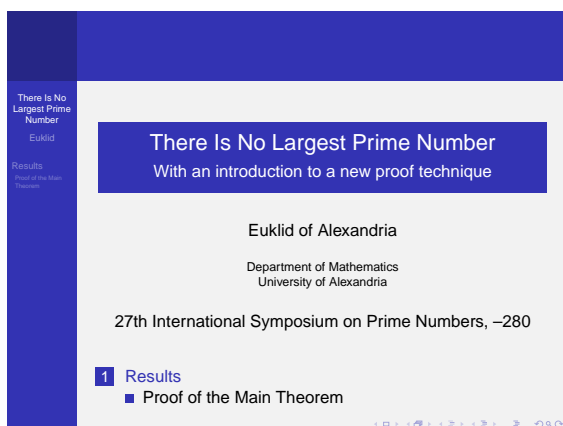 There Is No
Largest Prime
Number
Euklid
Results
Proof of the Main
Theorem
There Is No Largest Prime Number
With an introduction to a new proof technique
Euklid of Alexandria
Department of Mathematics
University of Alexandria
27th International Symposium on Prime Numbers, –280
1 Results
Proof of the Main Theorem